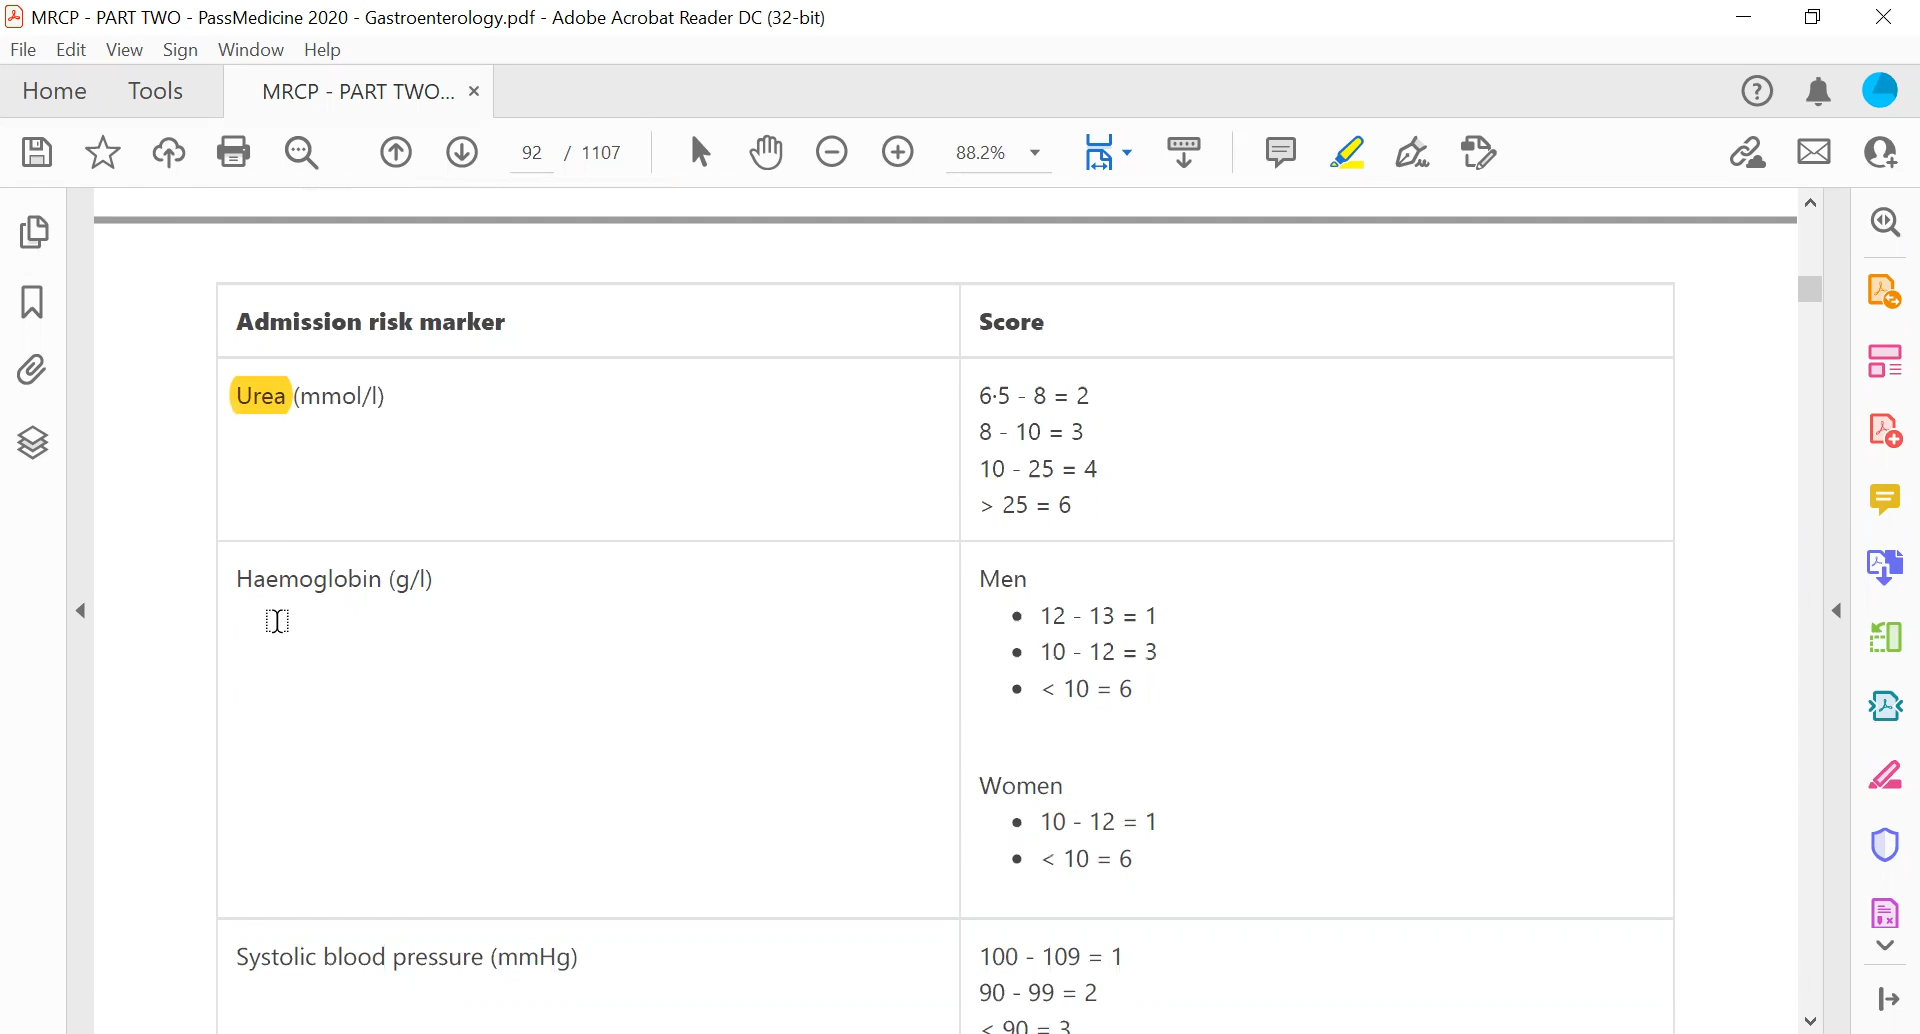 MRCP - PART TWO - PassMedicine 2020 - Gastroenterology.pdf - Adobe Acrobat Reader DC (32-bit)
File Edit View Sign Window Help
Home Tools MRCP - PART TWO... ×
92 / 1107 88.2%
Admission risk marker Score
Urea (mmol/l) 6·5 - 8 = 2
8 - 10 = 3
10 - 25 = 4
> 25 = 6
Haemoglobin (g/l) Men
• 12 - 13 = 1
• 10 - 12 = 3
• < 10 = 6
Women
• 10 - 12 = 1
• < 10 = 6
Systolic blood pressure (mmHg) 100 - 109 = 1
90 - 99 = 2
< 90 = 3